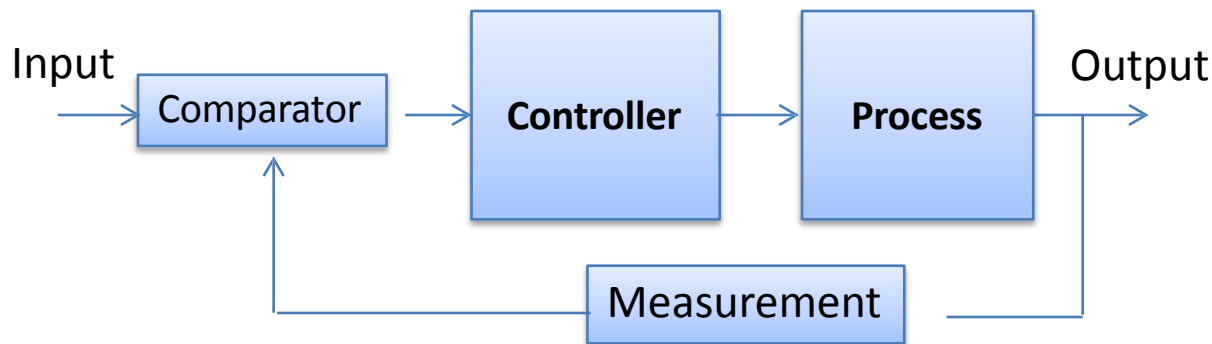 Input
Comparator
Controller
Process
Output
Measurement